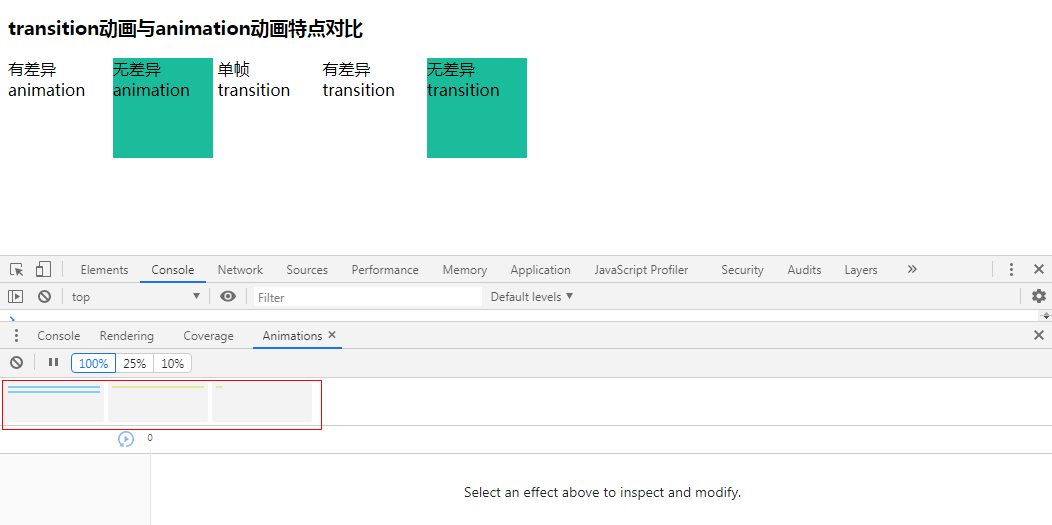 transition动画与animation动画特点对比
有差异 无差异 单帧 有差异 无差异
animation animation transition transition transition
Elements Console Network Sources Performance Memory Application JavaScript Profiler Security Audits Layers »
top ▼ Filter Default levels ▼
Console Rendering Coverage Animations ×
100% 25% 10%
0
Select an effect above to inspect and modify.